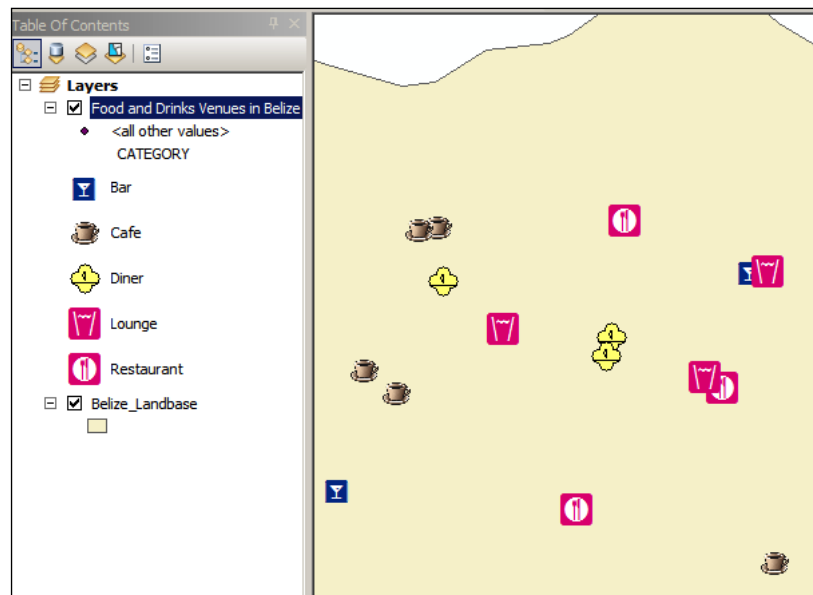 Table Of Contents
Layers
Food and Drinks Venues in Belize
<all other values>
CATEGORY
Bar
Cafe
Diner
Lounge
Restaurant
Belize_Landbase